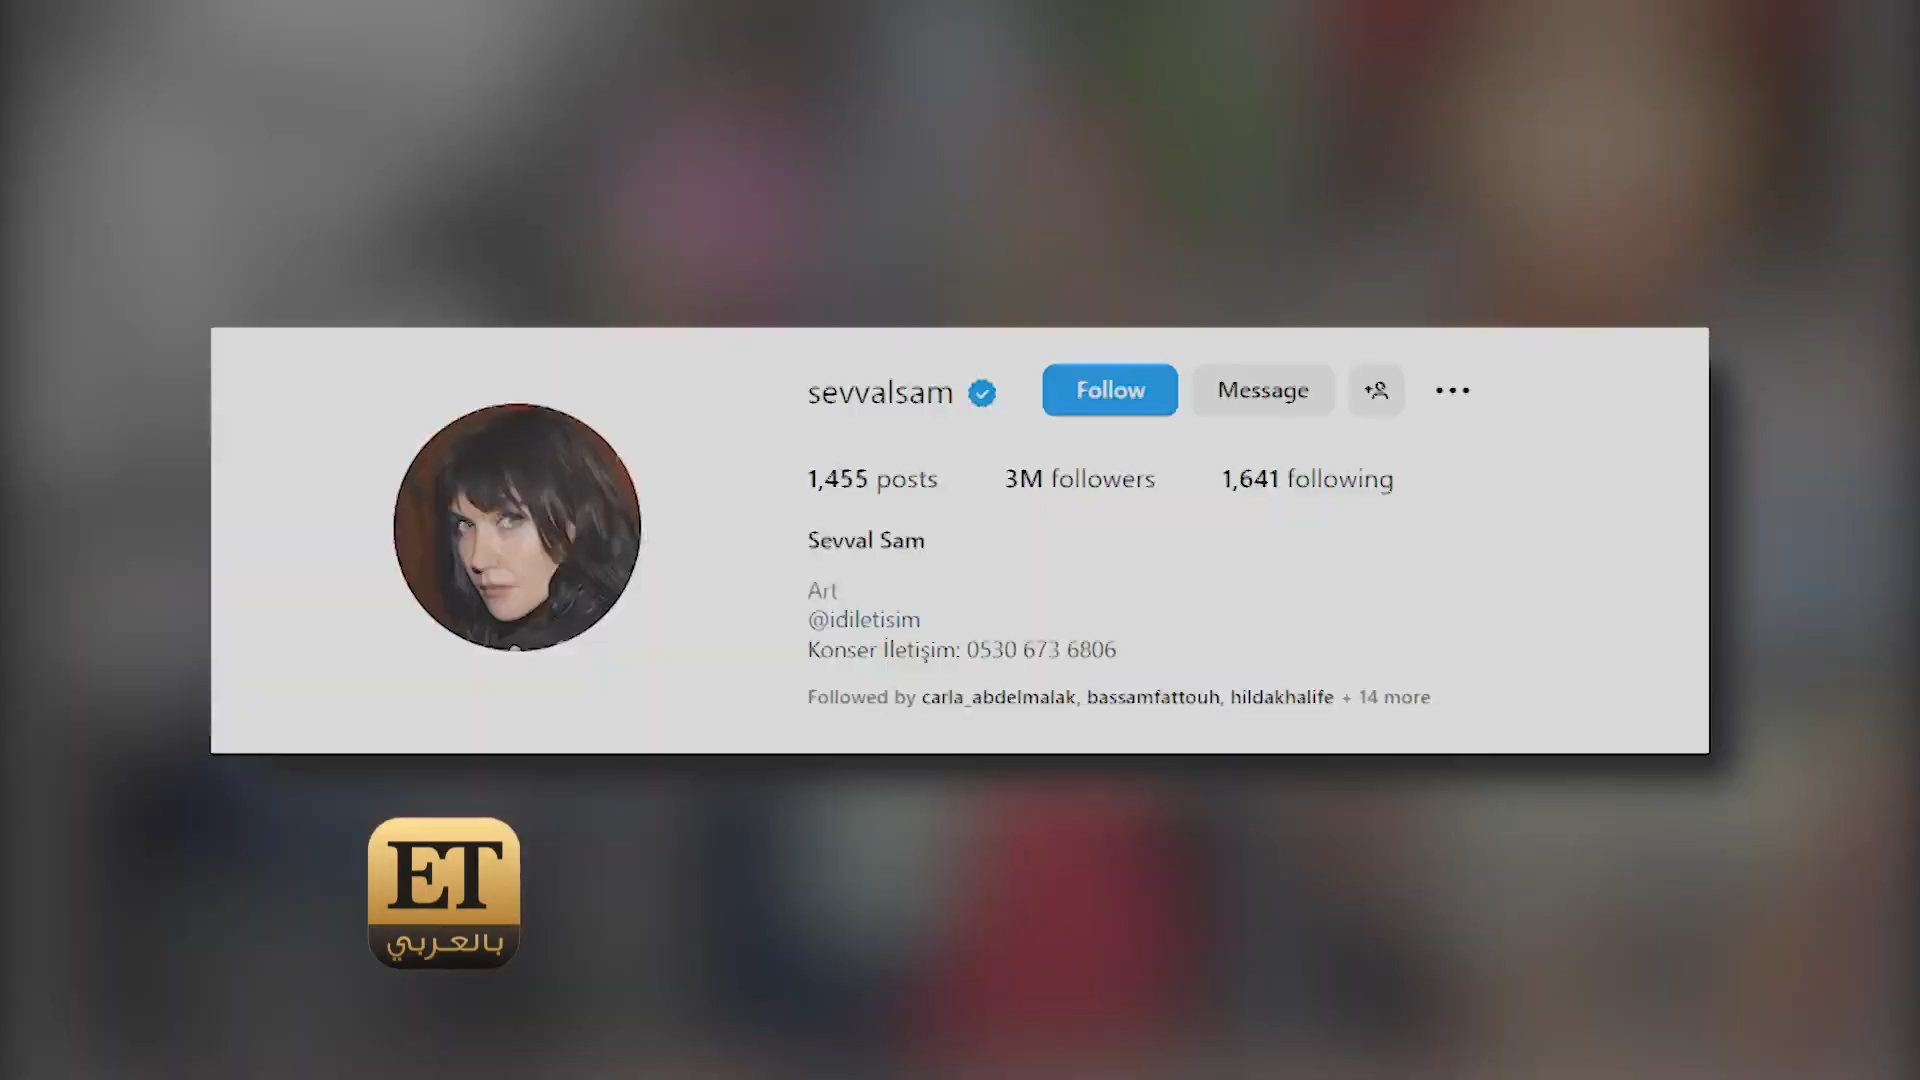 sevvalsam Follow Message
1,455 posts 3M followers 1,641 following
Sevval Sam
Art
@idiletisim
Konser İletişim: 0530 673 6806
Followed by carla_abdelmalak, bassamfattouh, hildakhalife + 14 more
ET
بالعربي